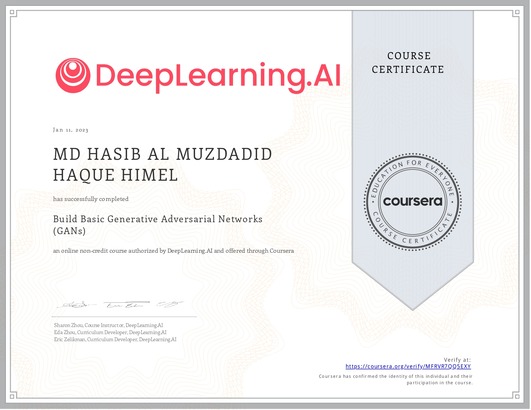 DeepLearning.AI
COURSE
CERTIFICATE
Jan 11, 2023
MD HASIB AL MUZDADID
HAQUE HIMEL
has successfully completed
Build Basic Generative Adversarial Networks
(GANs)
an online non-credit course authorized by DeepLearning.AI and offered through Coursera
EDUCATION FOR EVERYONE
coursera
COURSE CERTIFICATE
Sharon Zhou, Course Instructor, DeepLearning.AI
Eda Zhou, Curriculum Developer, DeepLearning.AI
Eric Zelikman, Curriculum Developer, DeepLearning.AI
Verify at:
https://coursera.org/verify/MFRVR7QQSEXY
Coursera has confirmed the identity of this individual and their
participation in the course.